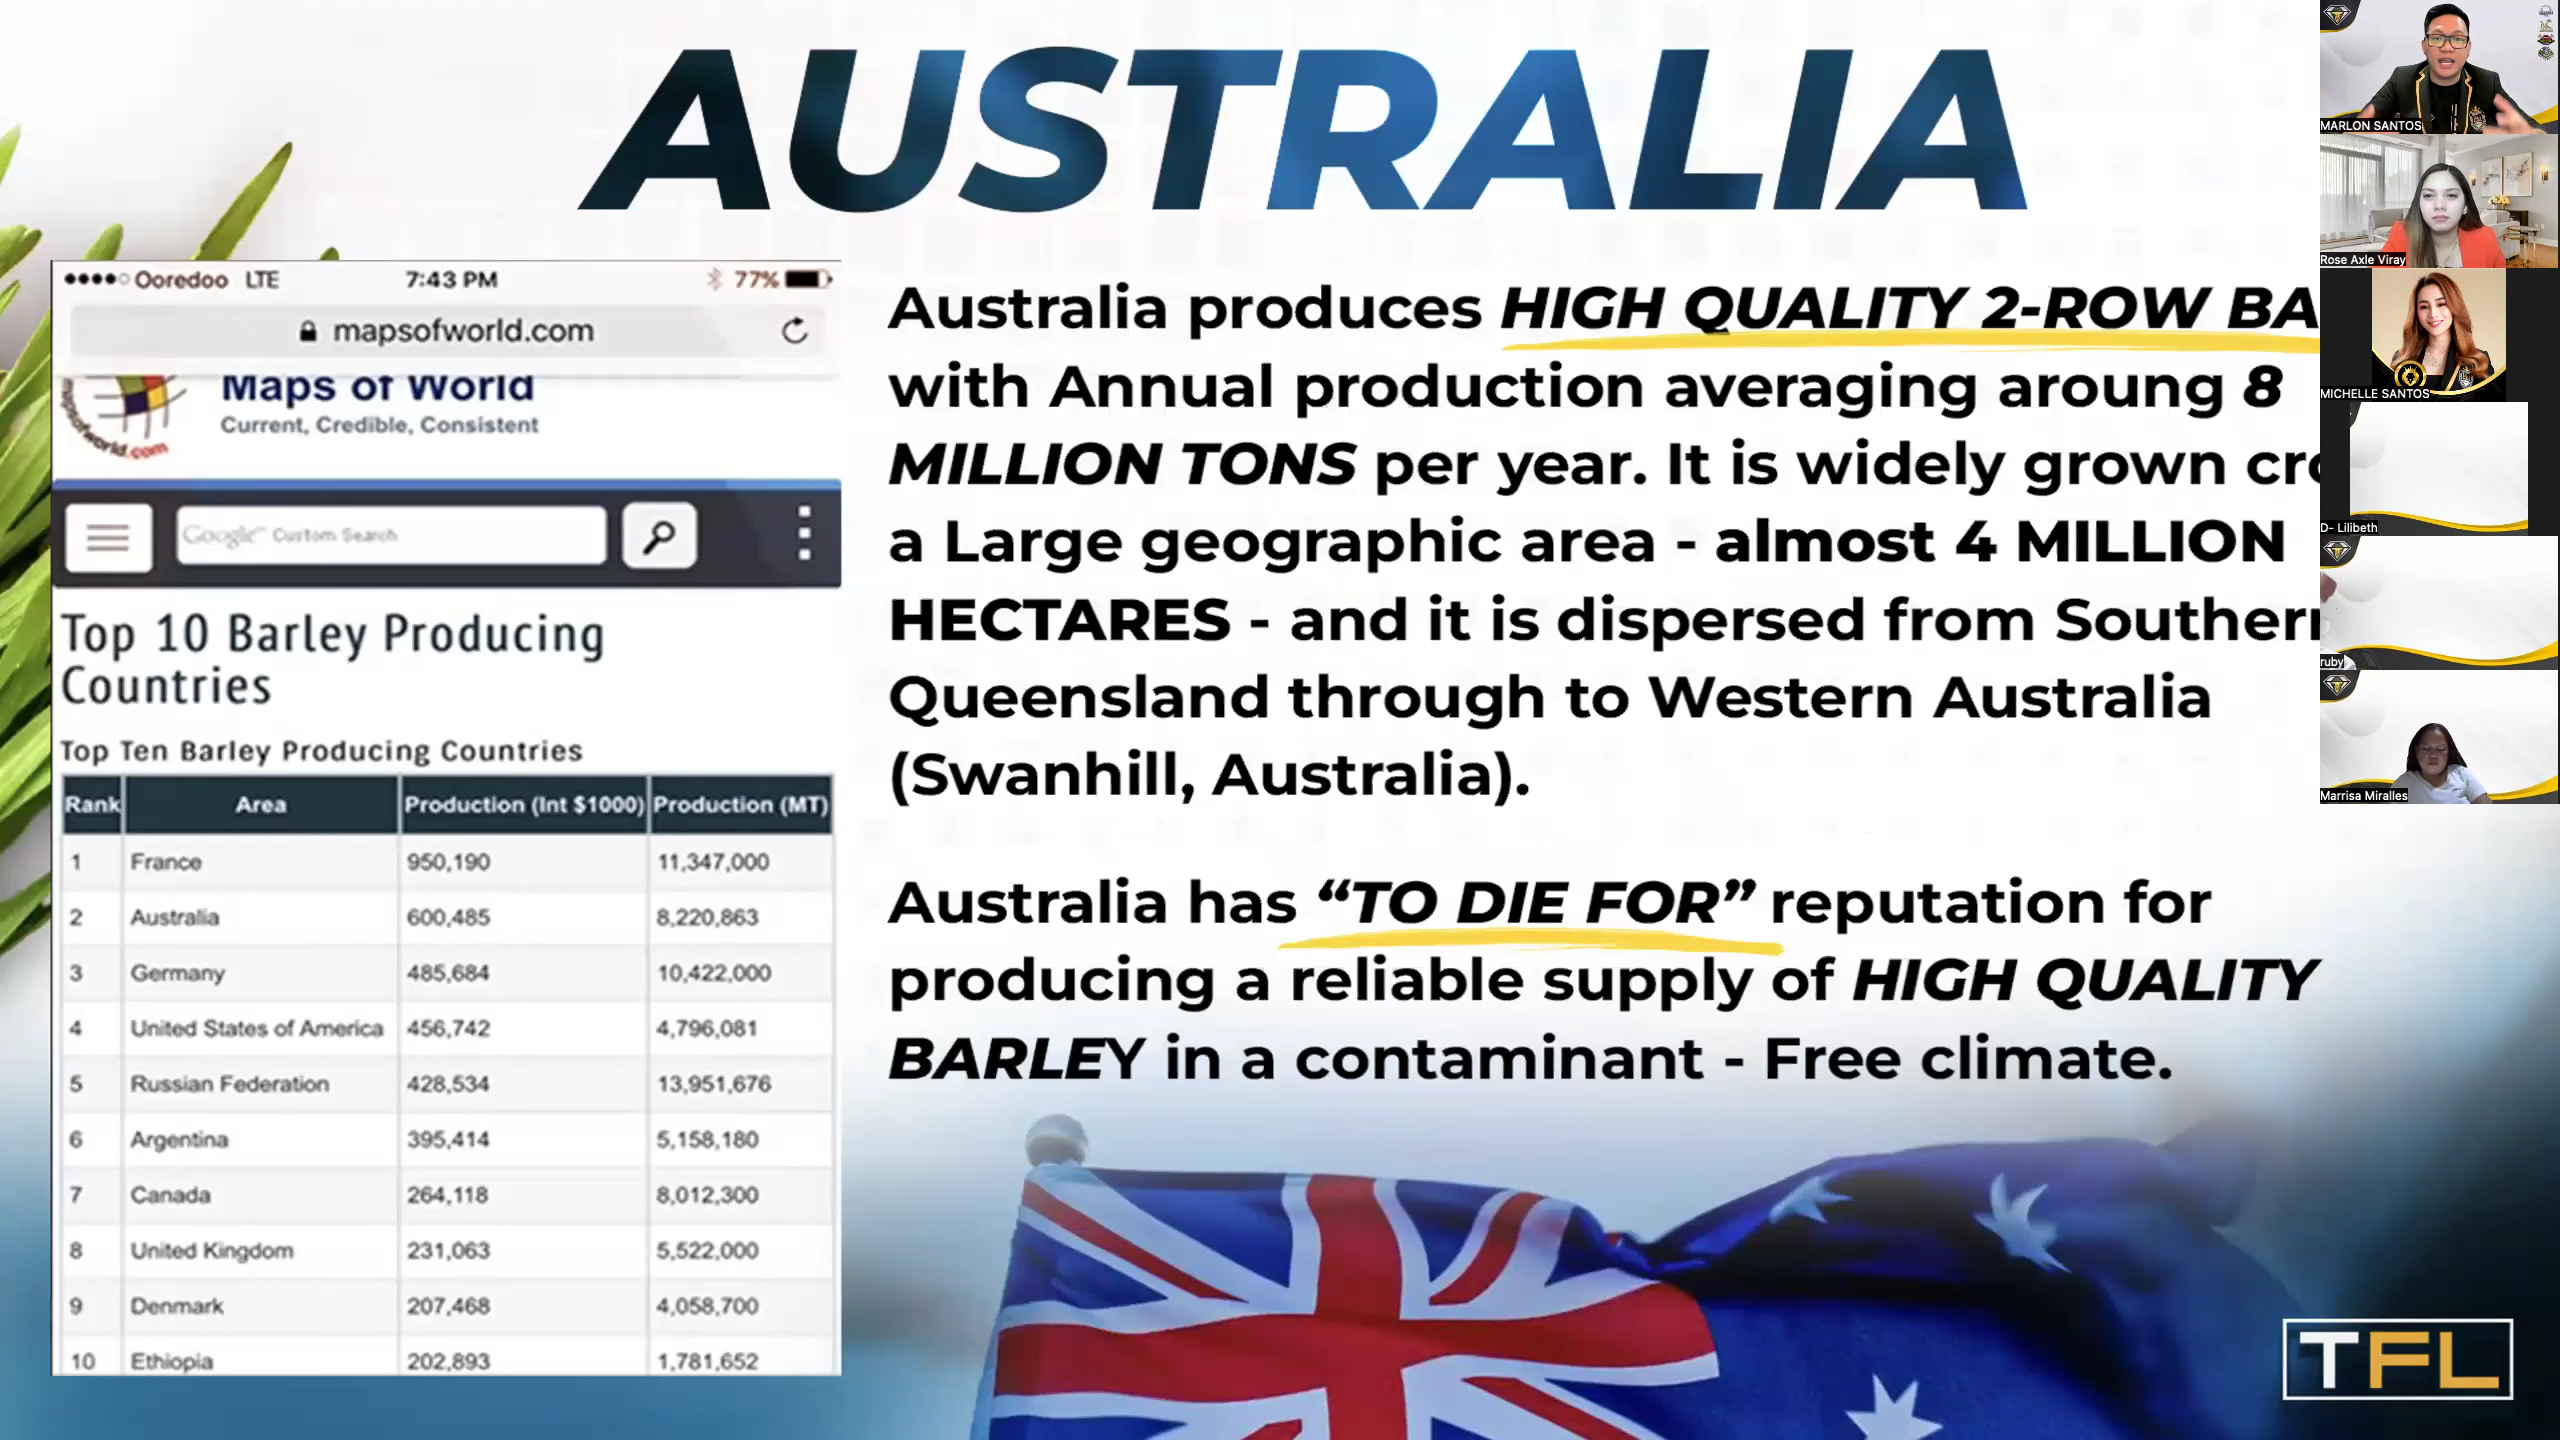 AUSTRALIA
Ooredoo LTE 7:43 PM 77%
mapsofworld.com
mapsofworld.com
Maps of World
Current, Credible, Consistent
Google™ Custom Search
Top 10 Barley Producing
Countries
Top Ten Barley Producing Countries
Rank Area Production (Int $1000) Production (MT)
1 France 950,190 11,347,000
2 Australia 600,485 8,220,863
3 Germany 485,684 10,422,000
4 United States of America 456,742 4,796,081
5 Russian Federation 428,534 13,951,676
6 Argentina 395,414 5,158,180
7 Canada 264,118 8,012,300
8 United Kingdom 231,063 5,522,000
9 Denmark 207,468 4,058,700
10 Ethiopia 202,893 1,781,652
Australia produces HIGH QUALITY 2-ROW BA
with Annual production averaging aroung 8
MILLION TONS per year. It is widely grown cro
a Large geographic area - almost 4 MILLION
HECTARES - and it is dispersed from Southern
Queensland through to Western Australia
(Swanhill, Australia).
Australia has “TO DIE FOR” reputation for
producing a reliable supply of HIGH QUALITY
BARLEY in a contaminant - Free climate.
TFL
MARLON SANTOS
Rose Axle Viray
MICHELLE SANTOS
D- Lilibeth
ruby
Marrisa Miralles